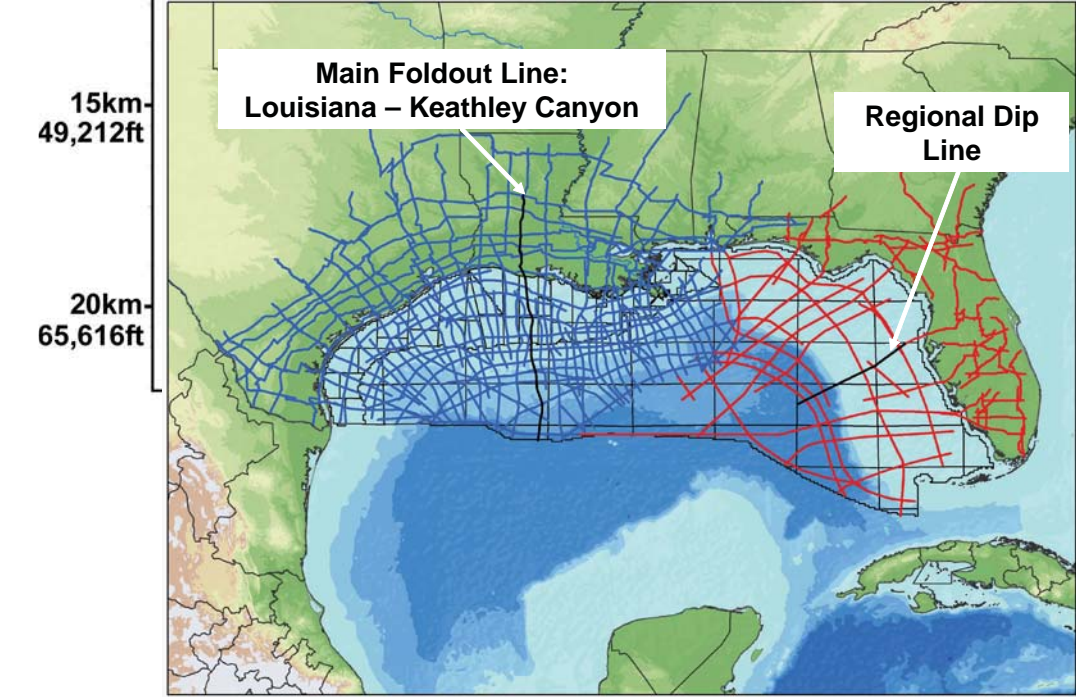 Main Foldout Line:
Louisiana – Keathley Canyon
Regional Dip
Line
15km
49,212ft
20km
65,616ft